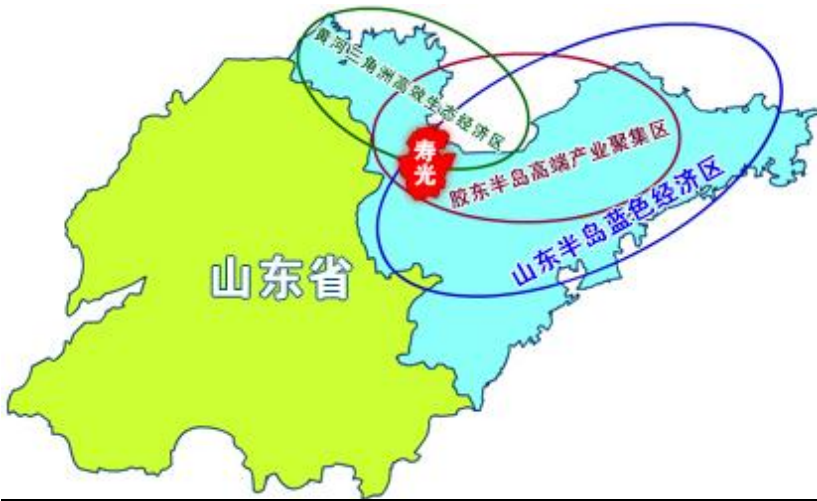 黄河三角洲高效生态经济区
寿光
胶东半岛高端产业聚集区
山东半岛蓝色经济区
山东省